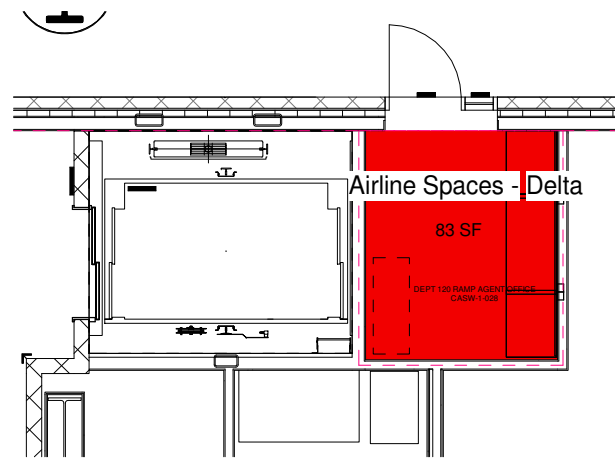 Airline Spaces - Delta
83 SF
DEPT 120 RAMP AGENT OFFICE
CASW-1-028